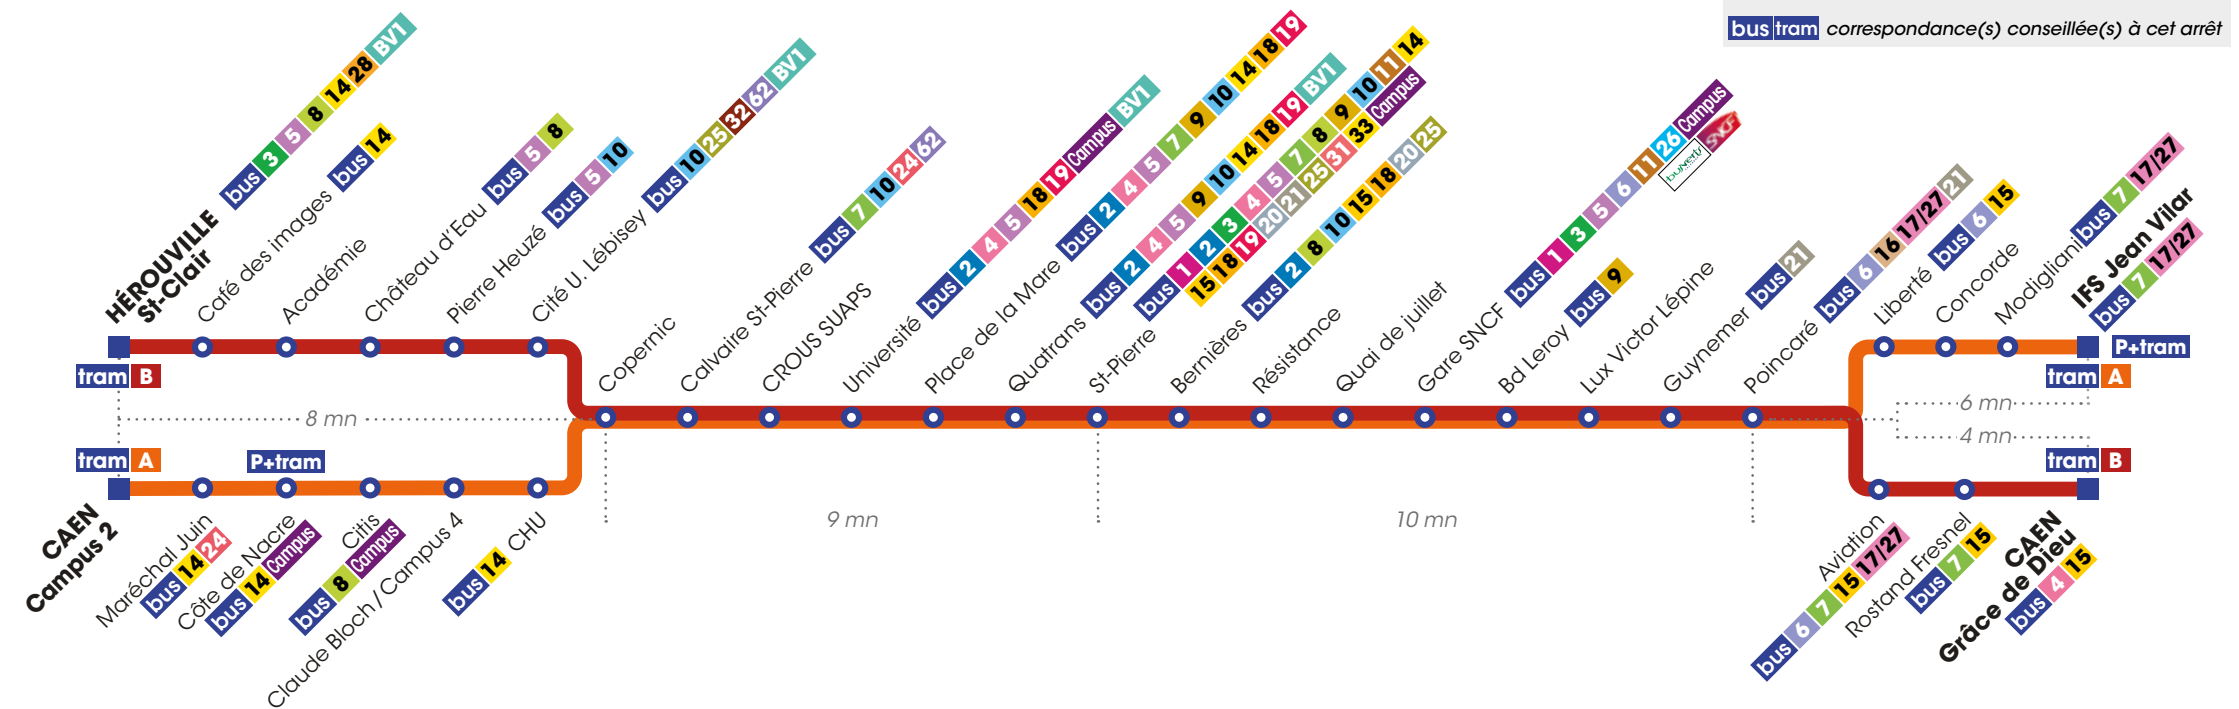 bus tram correspondance(s) conseillée(s) à cet arrêt
HÉROUVILLE
St-Clair
bus 3 5 8 14 28 BV1
Café des images
bus 14
Académie
Château d'Eau
bus 5 8
Pierre Heuzé
bus 5 10
Cité U. Lébisey
bus 10 25 32 62 BV1
Copernic
Calvaire St-Pierre
bus 7 10 24 62
CROUS SUAPS
Université
bus 2 4 5 18 19 Campus BV1
Place de la Mare
bus 2 4 5 7 9 10 14 18 19
Quatrans
bus 2 4 5 9 10 14 18 19 BV1
St-Pierre
bus 1 2 3 4 5 7 8 9 10 11 14
15 18 19 20 21 25 31 33 Campus
Bernières
bus 2 8 10 15 18 20 25
Résistance
Quai de juillet
Gare SNCF
bus 1 3 5 6 11 26 Campus
SNCF
Bd Leroy
bus 9
Lux Victor Lépine
Guynemer
bus 21
Poincaré
bus 6 16 17/27 21
Liberté
bus 6 15
Concorde
Modigliani
bus 7 17/27
IFS Jean Vilar
bus 7 17/27
P+tram
tram A
tram B
8 mn
9 mn
10 mn
6 mn
4 mn
tram A
P+tram
CAEN
Campus 2
Maréchal Juin
bus 14 24
Côte de Nacre
bus 14 Campus
Citis
bus 8 Campus
Claude Bloch / Campus 4
CHU
bus 14
tram B
Aviation
bus 6 7 15 17/27
Rostand Fresnel
bus 7 15
CAEN
Grâce de Dieu
bus 4 15